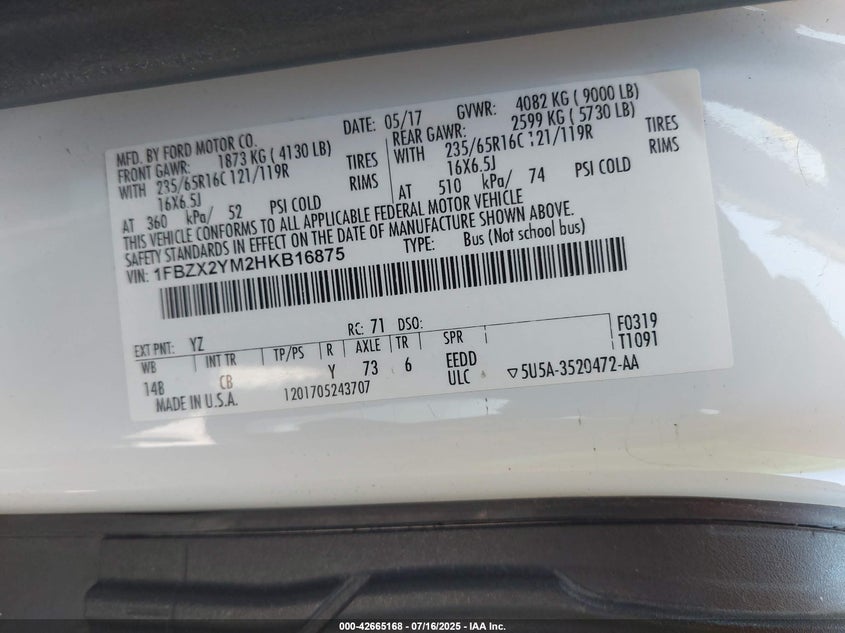 MFD. BY FORD MOTOR CO. DATE: 05/17 GVWR: 4082 KG ( 9000 LB)
FRONT GAWR: 1873 KG ( 4130 LB) REAR GAWR: 2599 KG ( 5730 LB)
WITH 235/65R16C 121/119R TIRES WITH 235/65R16C 121/119R TIRES
16X6.5J RIMS 16X6.5J RIMS
AT 360 kPa/ 52 PSI COLD AT 510 kPa/ 74 PSI COLD
THIS VEHICLE CONFORMS TO ALL APPLICABLE FEDERAL MOTOR VEHICLE
SAFETY STANDARDS IN EFFECT ON THE DATE OF MANUFACTURE SHOWN ABOVE.
VIN: 1FBZX2YM2HKB16875 TYPE: Bus (Not school bus)
EXT PNT: YZ RC: 71 DSO: F0319
WB INT TR TP/PS R AXLE TR SPR T1091
14B CB Y 73 6 EEDD
ULC ▽5U5A-3520472-AA
MADE IN U.S.A. 1201705243707
000-42665168 - 07/16/2025 - IAA Inc.